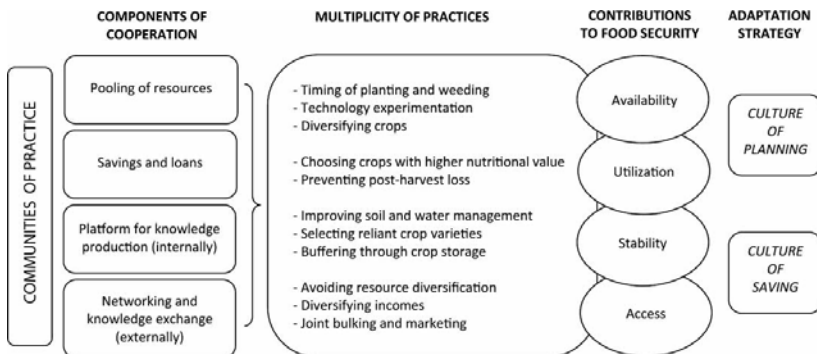 COMPONENTS OF
COOPERATION
MULTIPLICITY OF PRACTICES
CONTRIBUTIONS
TO FOOD SECURITY
ADAPTATION
STRATEGY
COMMUNITIES OF PRACTICE
Pooling of resources
Savings and loans
Platform for knowledge
production (internally)
Networking and
knowledge exchange
(externally)
- Timing of planting and weeding
- Technology experimentation
- Diversifying crops
- Choosing crops with higher nutritional value
- Preventing post-harvest loss
- Improving soil and water management
- Selecting reliant crop varieties
- Buffering through crop storage
- Avoiding resource diversification
- Diversifying incomes
- Joint bulking and marketing
Availability
Utilization
Stability
Access
CULTURE
OF
PLANNING
CULTURE
OF
SAVING